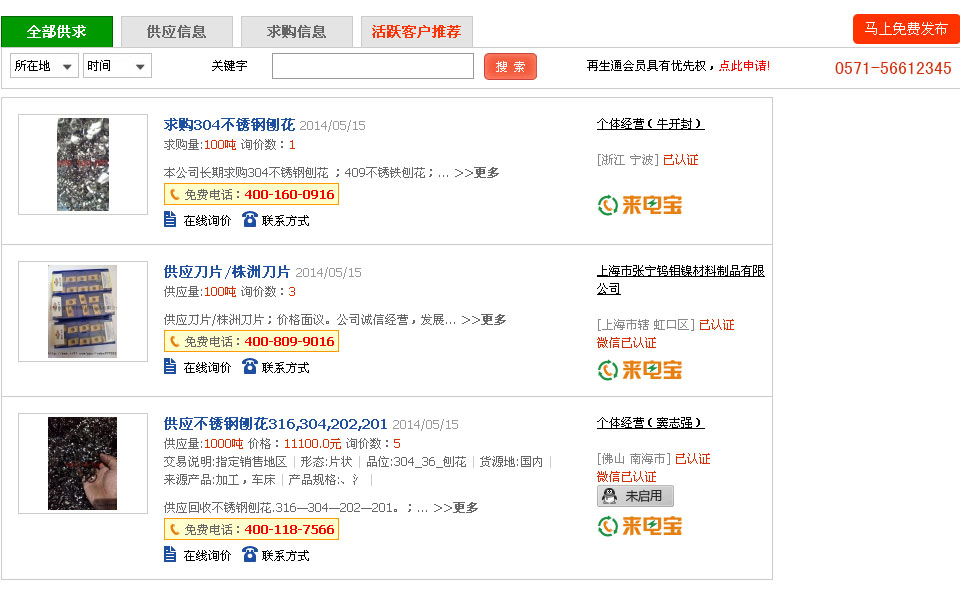 全部供求 供应信息 求购信息 活跃客户推荐 马上免费发布
所在地 时间 关键字 搜 索 再生通会员具有优先权，点此申请! 0571-56612345
求购304不锈钢刨花 2014/05/15
求购量:100吨 询价数：1
本公司长期求购304不锈钢刨花 ；409不锈铁刨花；... >>更多
免费电话：400-160-0916
在线询价 联系方式
个体经营（牛开封）
[浙江 宁波] 已认证
来电宝
供应刀片/株洲刀片 2014/05/15
供应量:100吨 询价数：3
供应刀片/株洲刀片；价格面议。公司诚信经营，发展... >>更多
免费电话：400-809-9016
在线询价 联系方式
上海市张宁钨钼镍材料制品有限
公司
[上海市辖 虹口区] 已认证
微信已认证
来电宝
供应不锈钢刨花316,304,202,201 2014/05/15
供应量:1000吨 价格：11100.0元 询价数：5
交易说明:指定销售地区 | 形态:片状 | 品位:304_36_刨花 | 货源地:国内 |
来源产品:加工，车床 | 产品规格:、氵 |
供应回收不锈钢刨花.316—304—202—201。；... >>更多
免费电话：400-118-7566
在线询价 联系方式
个体经营（窦志强）
[佛山 南海市] 已认证
微信已认证
未启用
来电宝